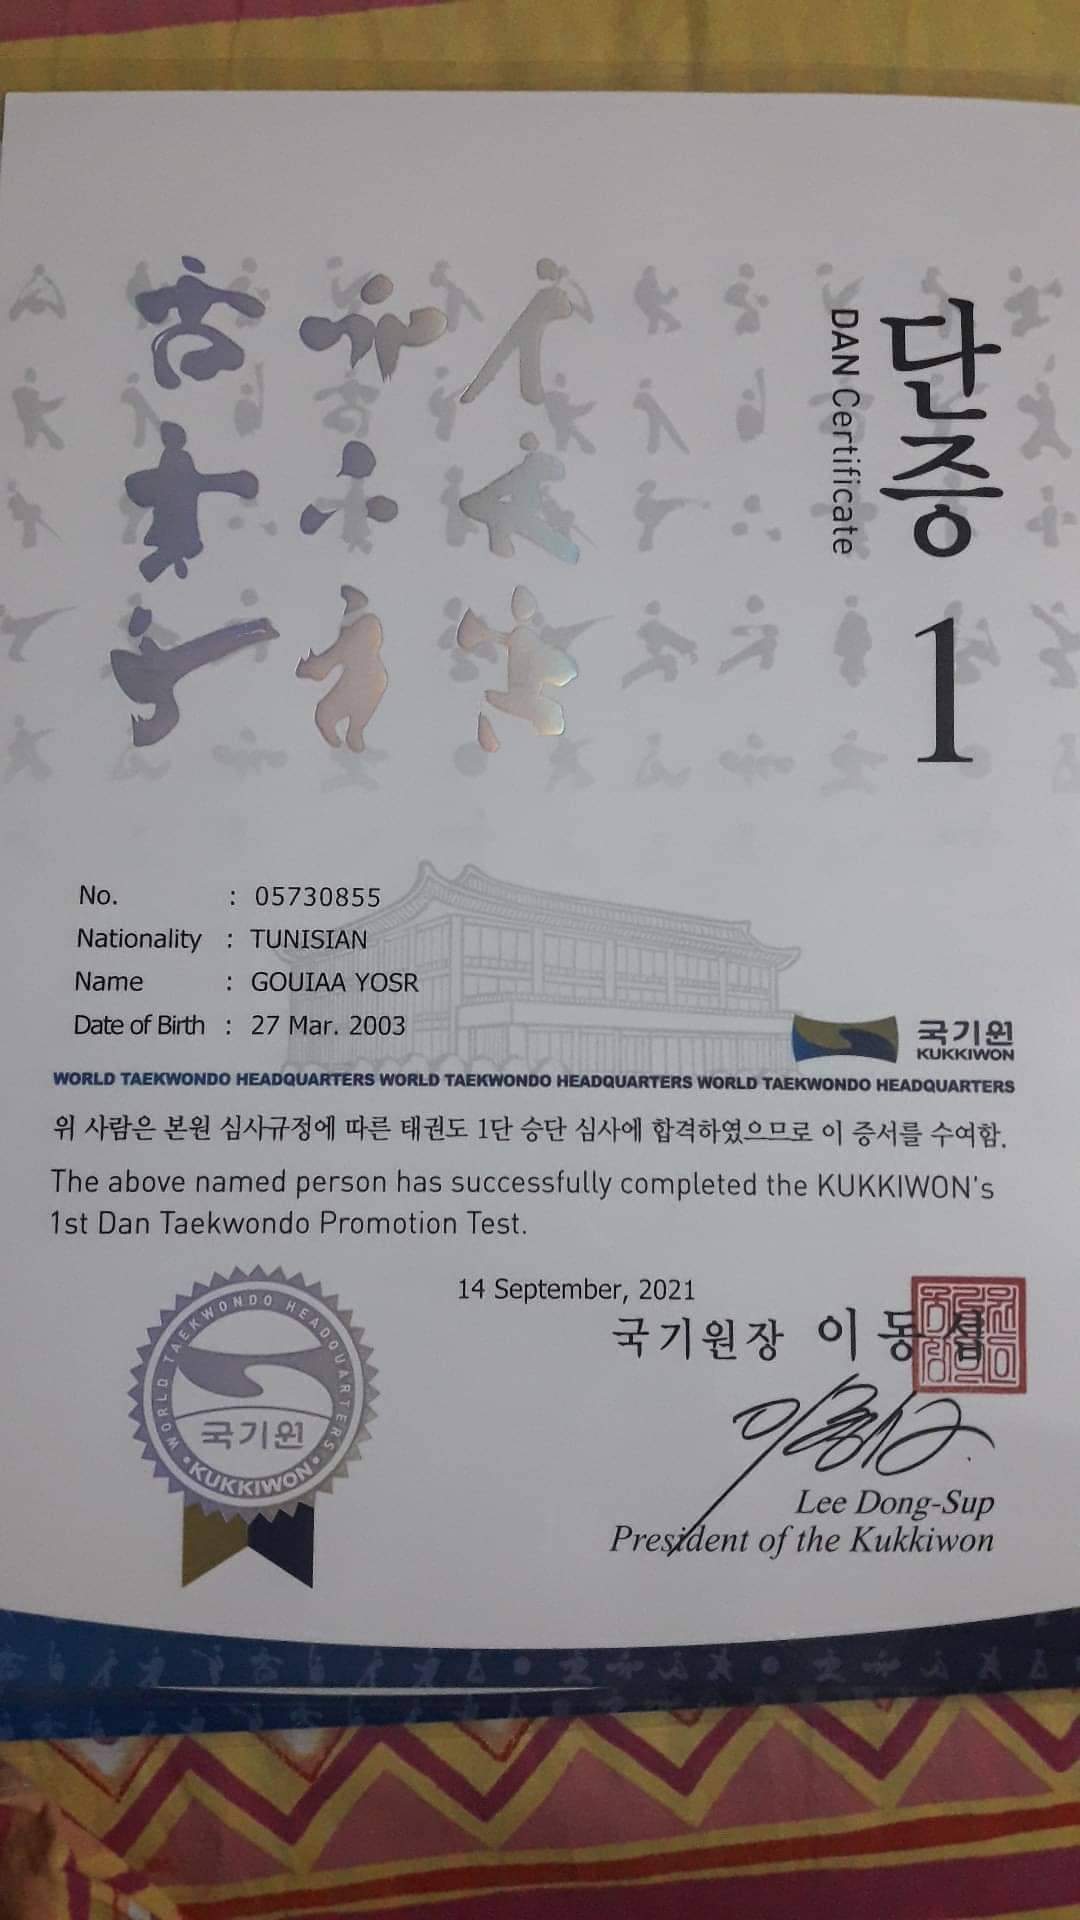 단증 1
DAN Certificate
No. : 05730855
Nationality : TUNISIAN
Name : GOUIAA YOSR
Date of Birth : 27 Mar. 2003
국기원
KUKKIWON
WORLD TAEKWONDO HEADQUARTERS WORLD TAEKWONDO HEADQUARTERS WORLD TAEKWONDO HEADQUARTERS
위 사람은 본원 심사규정에 따른 태권도 1단 승단 심사에 합격하였으므로 이 증서를 수여함.
The above named person has successfully completed the KUKKIWON's
1st Dan Taekwondo Promotion Test.
14 September, 2021
국기원장 이동섭
WORLD TAEKWONDO HEADQUARTERS
국기원
KUKKIWON
Lee Dong-Sup
President of the Kukkiwon